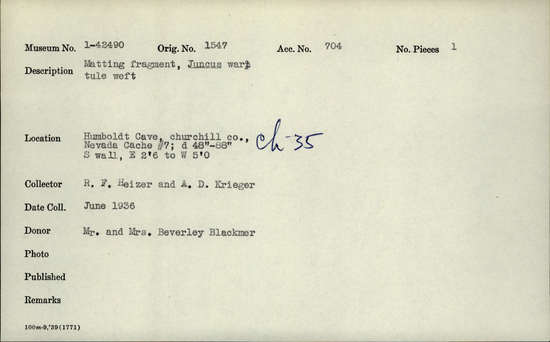 Museum No. 1-42490 Orig. No. 1547 Acc. No. 704 No. Pieces 1
Description Matting fragment, Juncus warp
tule weft
Location Humboldt Cave, churchill co.,
Nevada Cache #7; d 48"-88" Ch-35
S wall, E 2'6 to W 5'0
Collector R. F. Heizer and A. D. Krieger
Date Coll. June 1936
Donor Mr. and Mrs. Beverley Blackmer
Photo
Published
Remarks
100m-9,'39(1771)